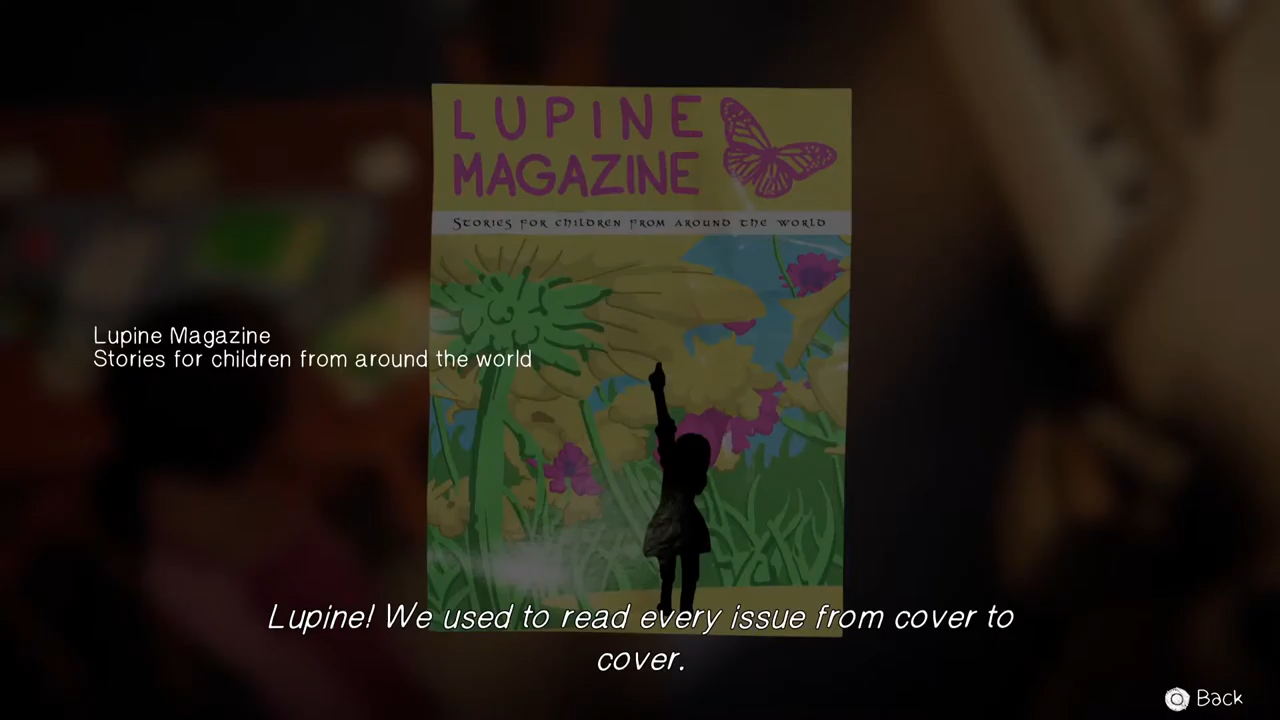 LUPINE
MAGAZINE
Stories for children from around the world
Lupine Magazine
Stories for children from around the world
Lupine! We used to read every issue from cover to
cover.
Back